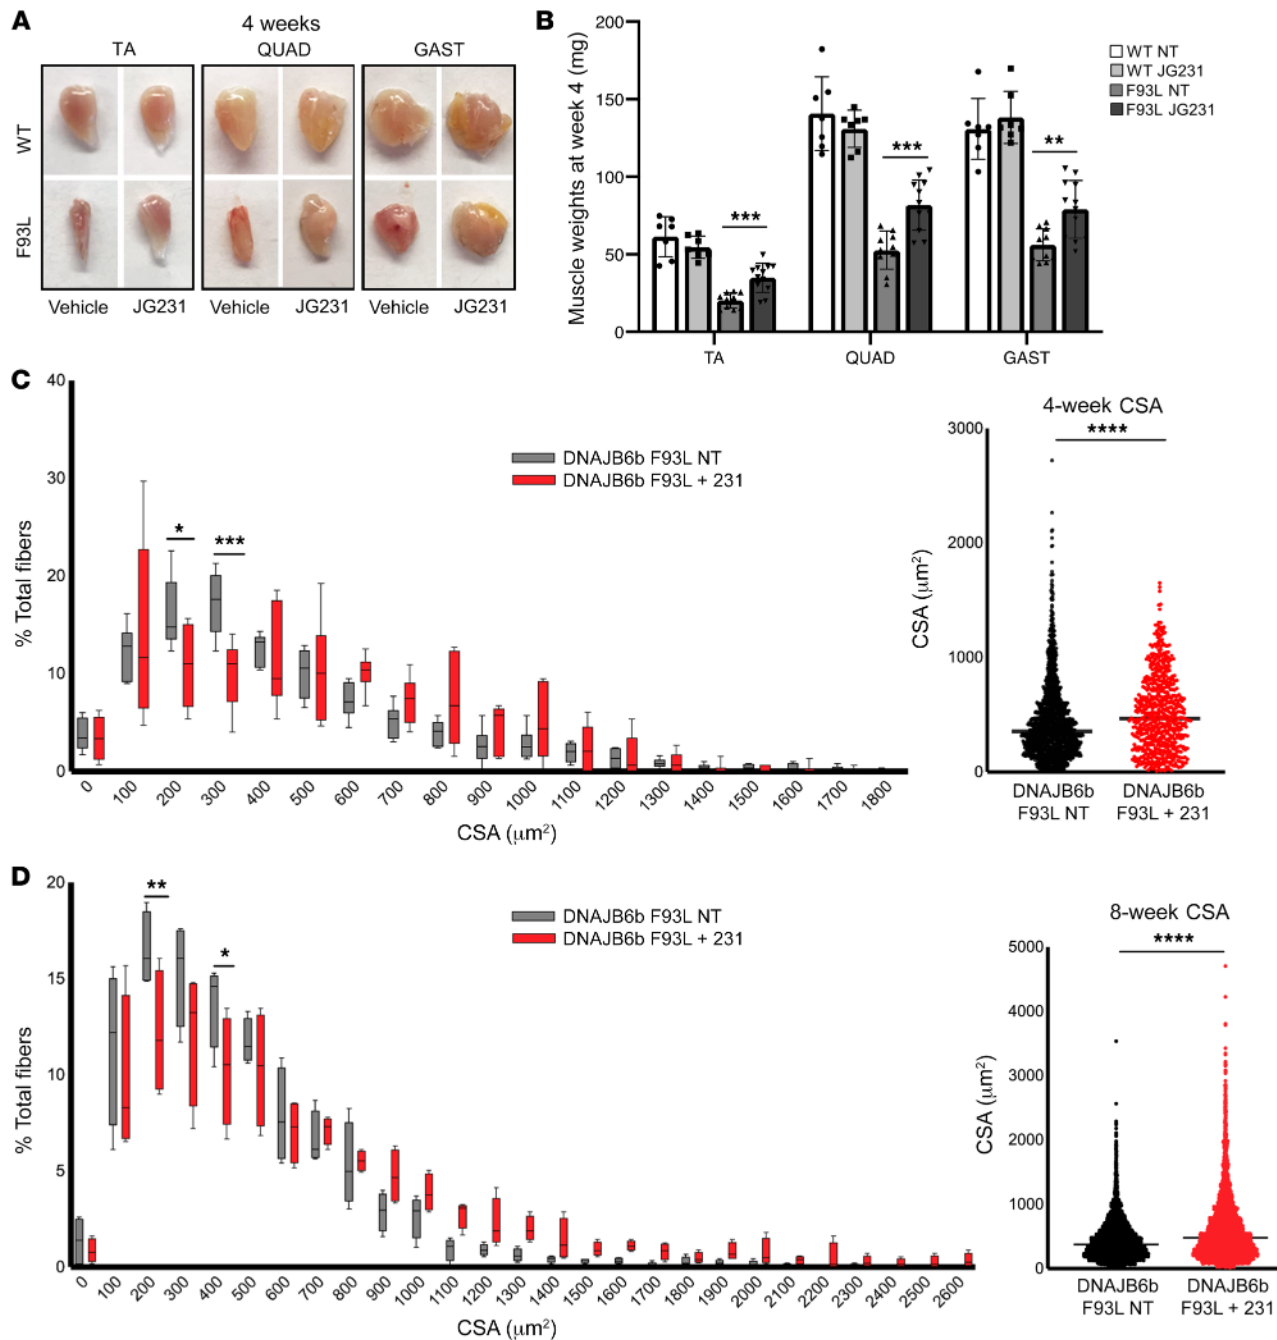 A
4 weeks
TA QUAD GAST
WT
F93L
Vehicle JG231 Vehicle JG231 Vehicle JG231
B
Muscle weights at week 4 (mg)
200
150
100
50
0
*** *** **
TA QUAD GAST
WT NT
WT JG231
F93L NT
F93L JG231
C
% Total fibers
40
30
20
10
0
* ***
DNAJB6b F93L NT
DNAJB6b F93L + 231
0 100 200 300 400 500 600 700 800 900 1000 1100 1200 1300 1400 1500 1600 1700 1800
CSA (μm²)
4-week CSA
****
CSA (μm²)
3000
2000
1000
0
DNAJB6b DNAJB6b
F93L NT F93L + 231
D
% Total fibers
20
15
10
5
0
** *
DNAJB6b F93L NT
DNAJB6b F93L + 231
0 100 200 300 400 500 600 700 800 900 1000 1100 1200 1300 1400 1500 1600 1700 1800 1900 2000 2100 2200 2300 2400 2500 2600
CSA (μm²)
8-week CSA
****
CSA (μm²)
5000
4000
3000
2000
1000
0
DNAJB6b DNAJB6b
F93L NT F93L + 231